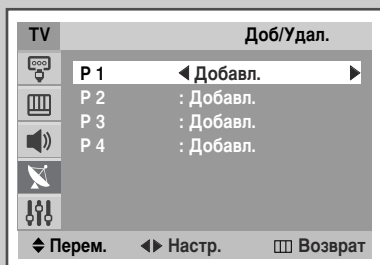 TV Доб/Удал.
P 1 ◀ Добавл. ▶
P 2 : Добавл.
P 3 : Добавл.
P 4 : Добавл.
Перем. Настр. Возврат